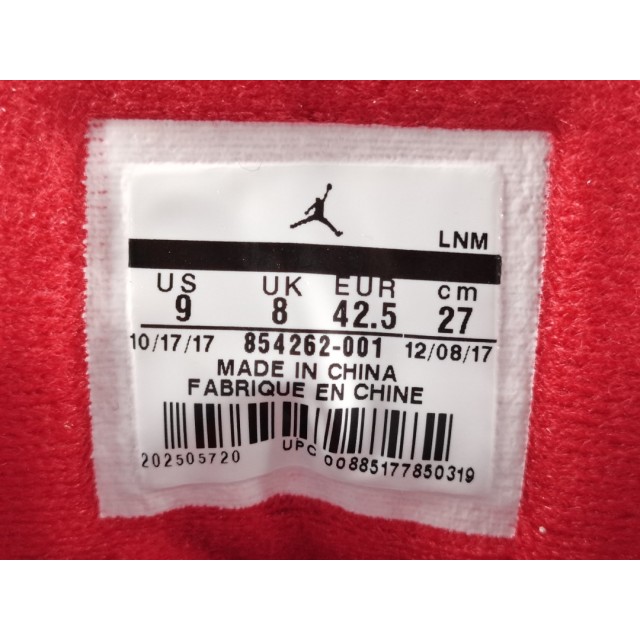 LNM
US UK EUR cm
9 8 42.5 27
10/17/17 854262-001 12/08/17
MADE IN CHINA
FABRIQUE EN CHINE
202505720 UPC 00885177850319